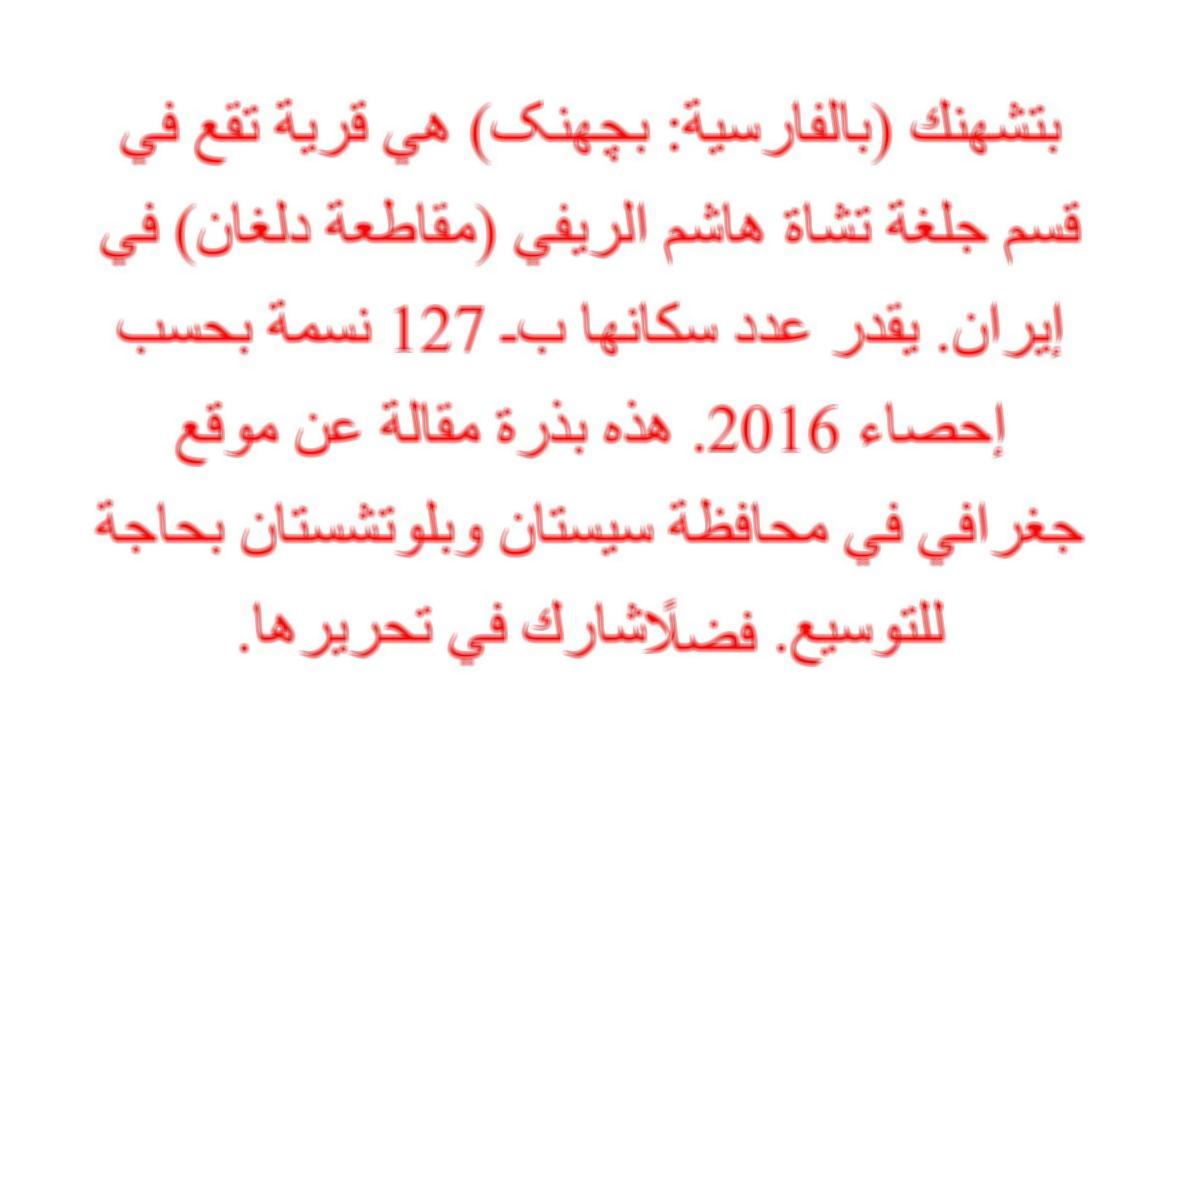 بتشهنك (بالفارسية: بچهنک) هي قرية تقع في
قسم جلغة تشاة هاشم الريفي (مقاطعة دلغان) في
إيران. يقدر عدد سكانها بـ 127 نسمة بحسب
إحصاء 2016. هذه بذرة مقالة عن موقع
جغرافي في محافظة سيستان وبلوتشستان بحاجة
للتوسيع. فضلًاشارك في تحريرها.